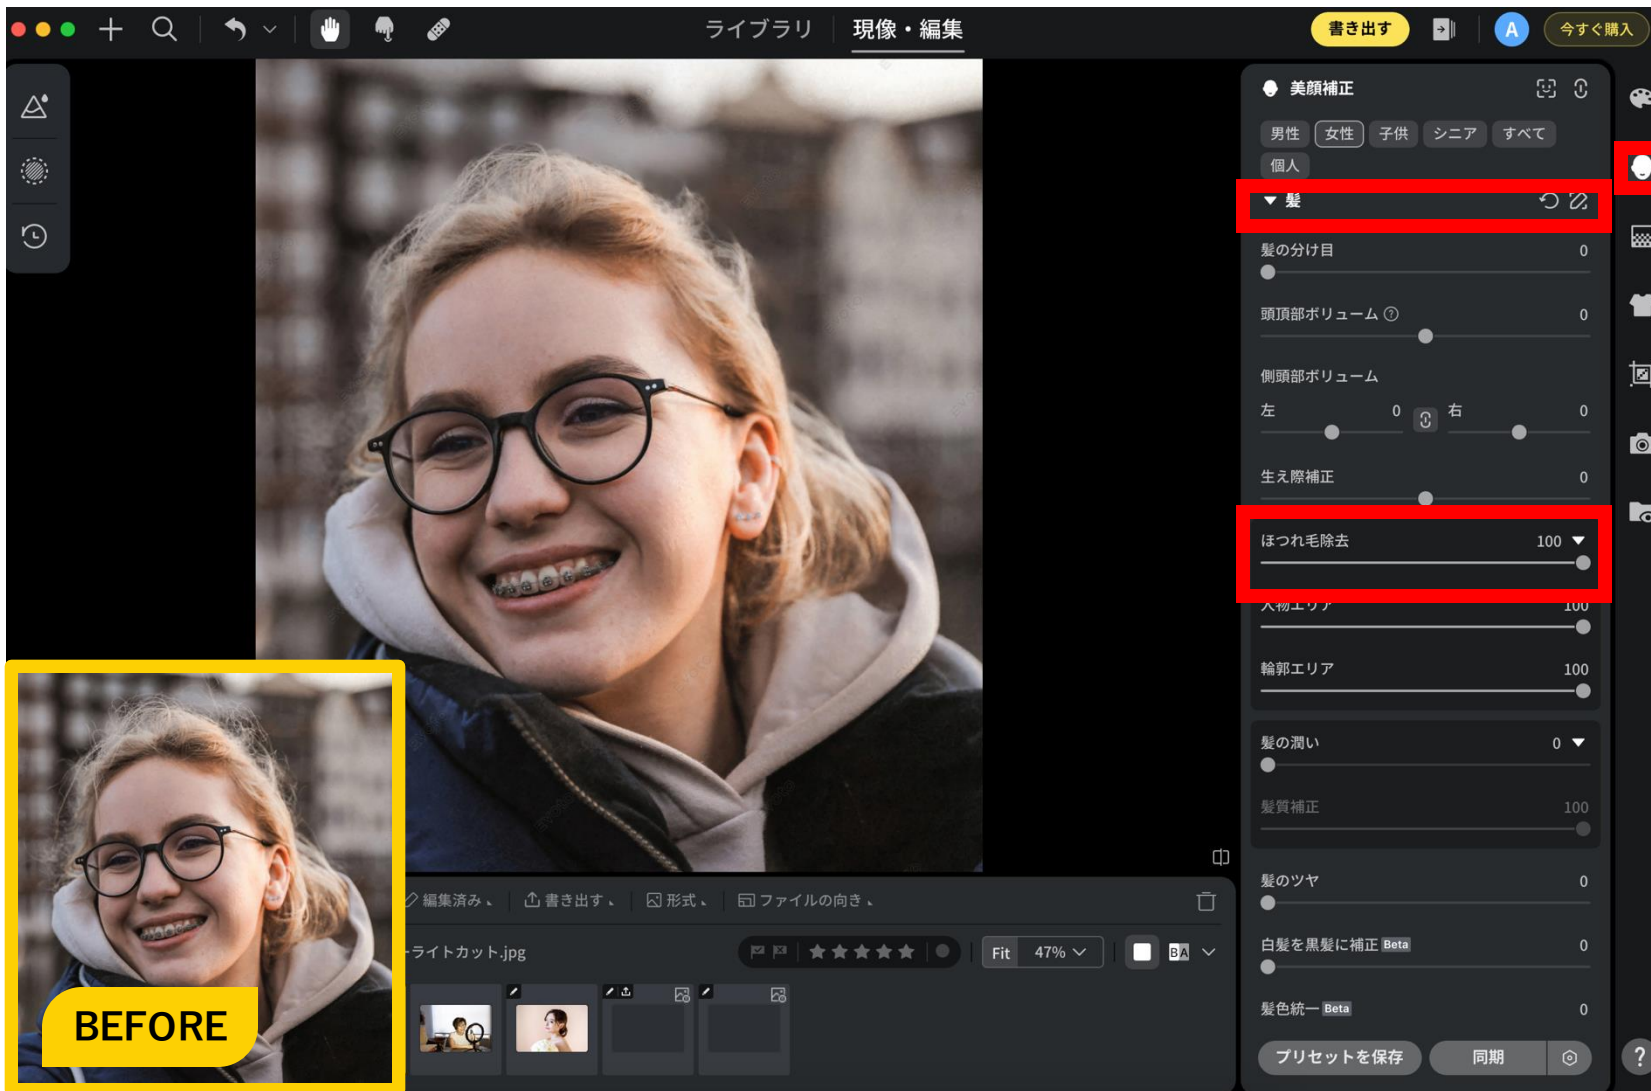 ライブラリ
現像・編集
書き出す
A
今すぐ購入
美顔補正
男性
女性
子供
シニア
すべて
個人
髪
髪の分け目 0
頭頂部ボリューム ? 0
側頭部ボリューム
左 0 右 0
生え際補正 0
ほつれ毛除去 100
人物エリア 100
輪郭エリア 100
髪の潤い 0
髪質補正 100
髪のツヤ 0
白髪を黒髪に補正 Beta 0
髪色統一 Beta 0
プリセットを保存
同期
?
編集済み
書き出す
形式
ファイルの向き
ーライトカット.jpg
Fit 47%
BA
BEFORE